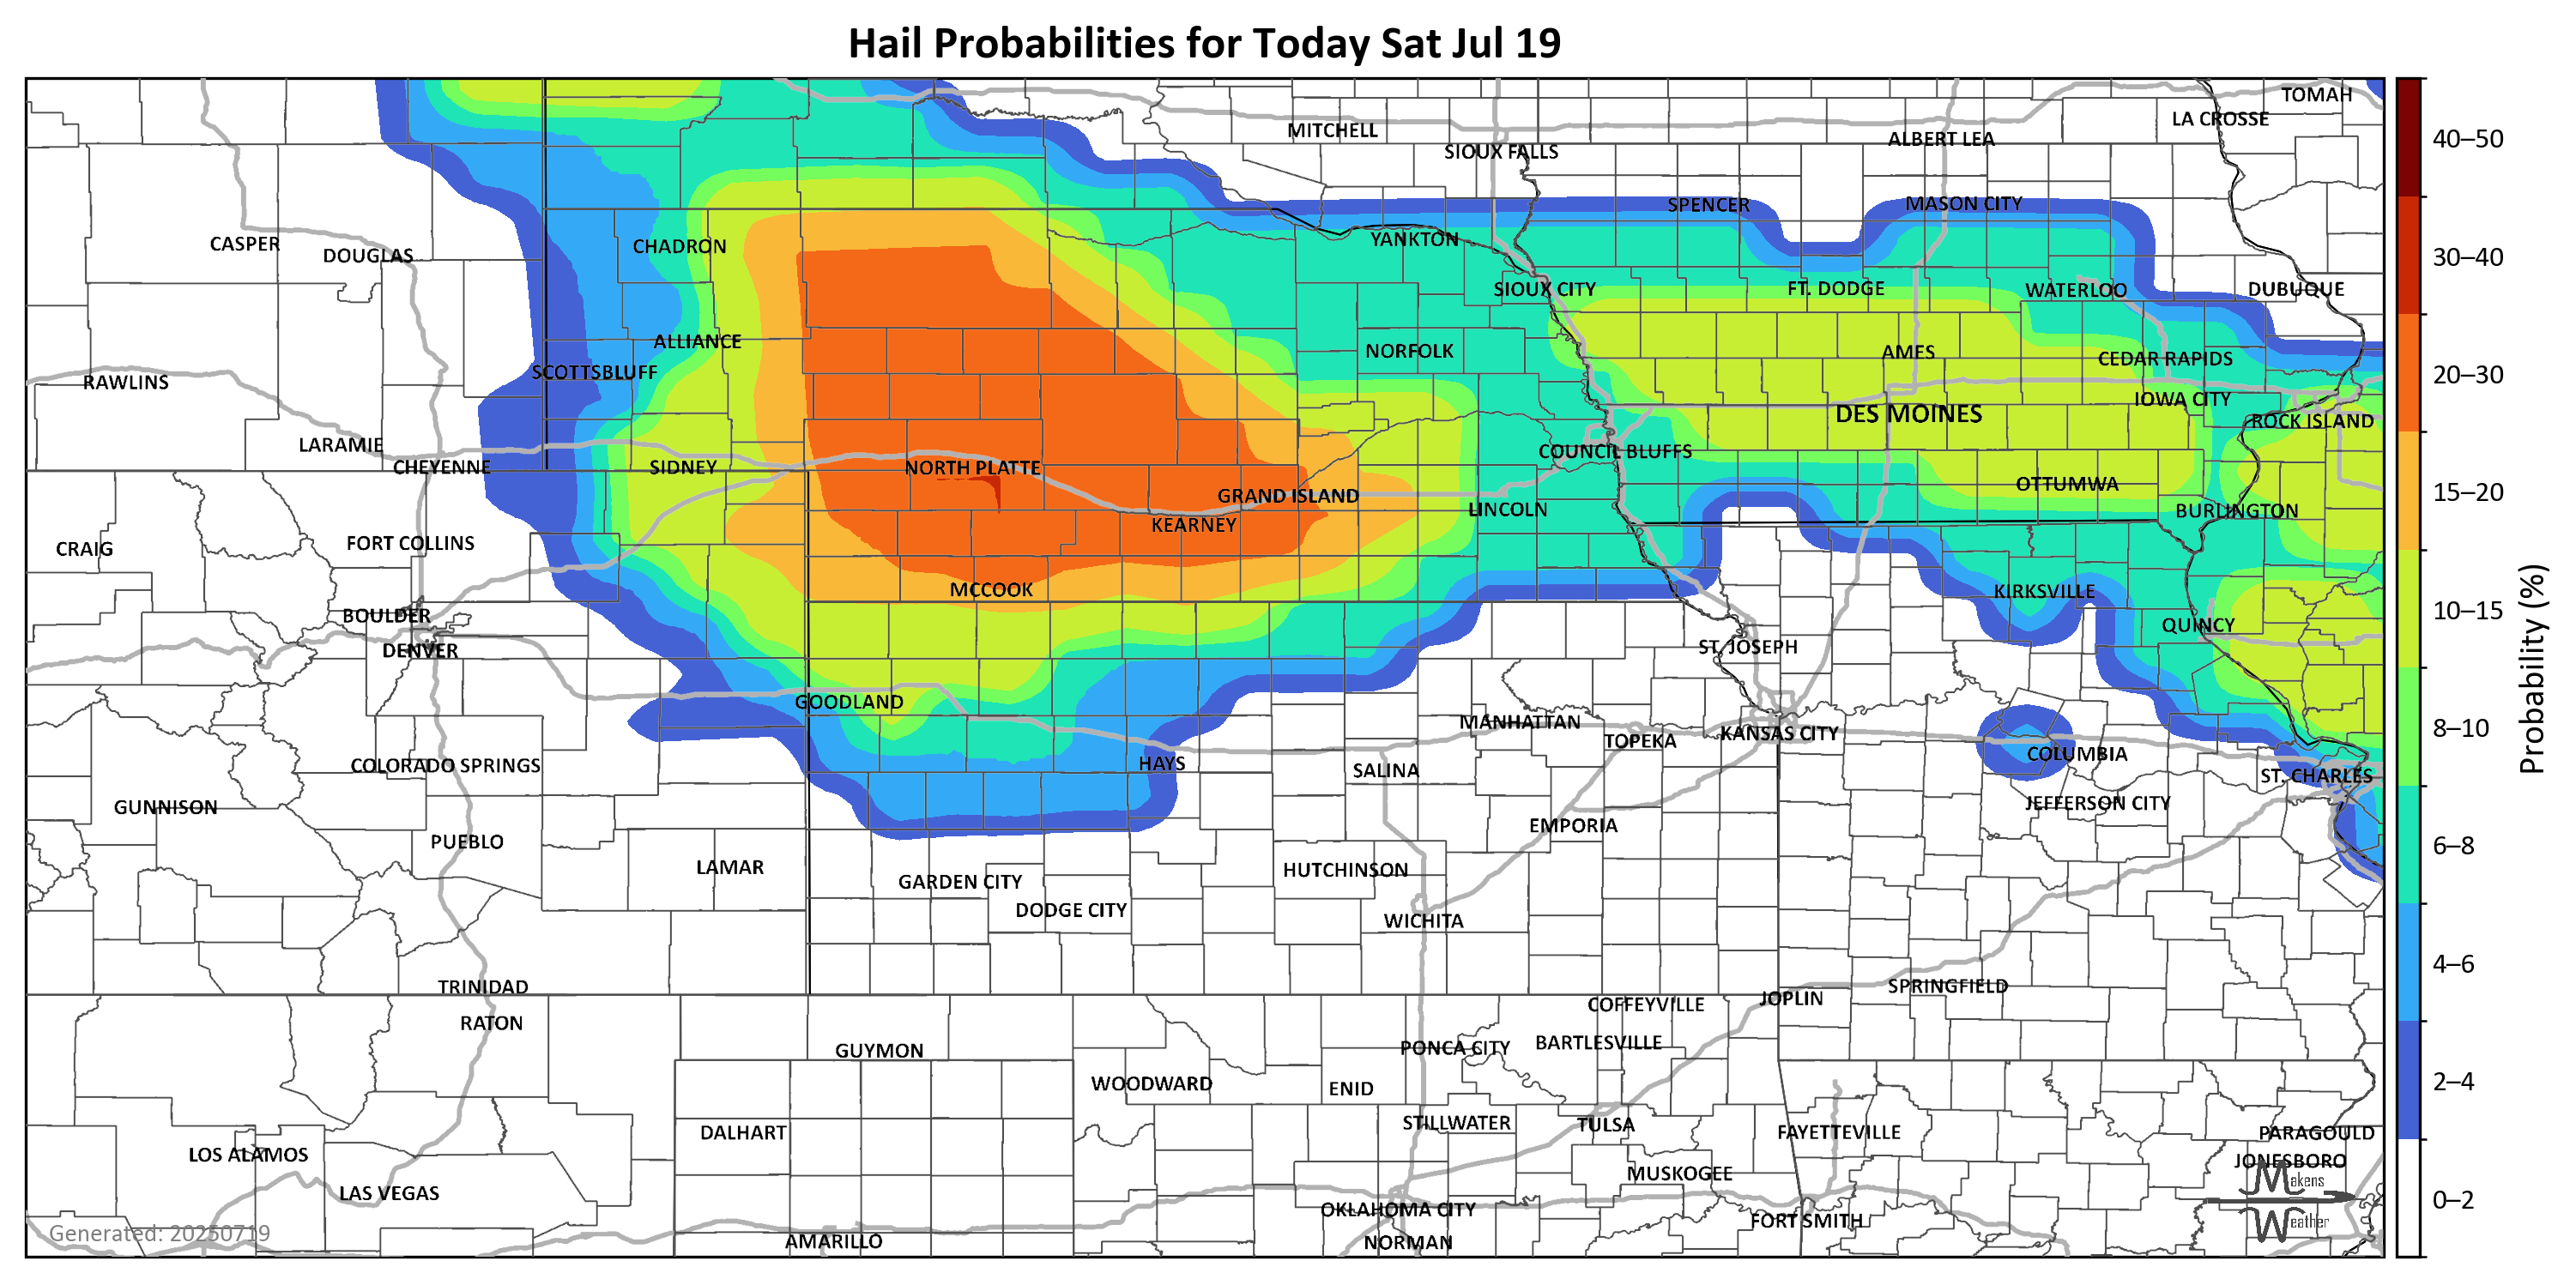 Hail Probabilities for Today Sat Jul 19
TOMAH
LA CROSSE
MITCHELL
ALBERT LEA
SIOUX FALLS
SPENCER
MASON CITY
CASPER
DOUGLAS
CHADRON
YANKTON
SIOUX CITY
FT. DODGE
WATERLOO
DUBUQUE
ALLIANCE
NORFOLK
AMES
CEDAR RAPIDS
SCOTTSBLUFF
RAWLINS
IOWA CITY
DES MOINES
ROCK ISLAND
LARAMIE
COUNCIL BLUFFS
CHEYENNE
SIDNEY
NORTH PLATTE
OTTUMWA
GRAND ISLAND
LINCOLN
BURLINGTON
KEARNEY
CRAIG
FORT COLLINS
MCCOOK
KIRKSVILLE
BOULDER
QUINCY
DENVER
ST. JOSEPH
GOODLAND
MANHATTAN
KANSAS CITY
TOPEKA
COLUMBIA
COLORADO SPRINGS
HAYS
SALINA
ST. CHARLES
GUNNISON
JEFFERSON CITY
EMPORIA
PUEBLO
LAMAR
HUTCHINSON
GARDEN CITY
DODGE CITY
WICHITA
TRINIDAD
SPRINGFIELD
JOPLIN
COFFEYVILLE
RATON
BARTLESVILLE
PONCA CITY
GUYMON
WOODWARD
ENID
STILLWATER
TULSA
DALHART
FAYETTEVILLE
PARAGOULD
LOS ALAMOS
JONESBORO
MUSKOGEE
LAS VEGAS
OKLAHOMA CITY
FORT SMITH
AMARILLO
NORMAN
Generated: 20250719
Makens
Weather
40–50
30–40
20–30
15–20
10–15
8–10
6–8
4–6
2–4
0–2
Probability (%)